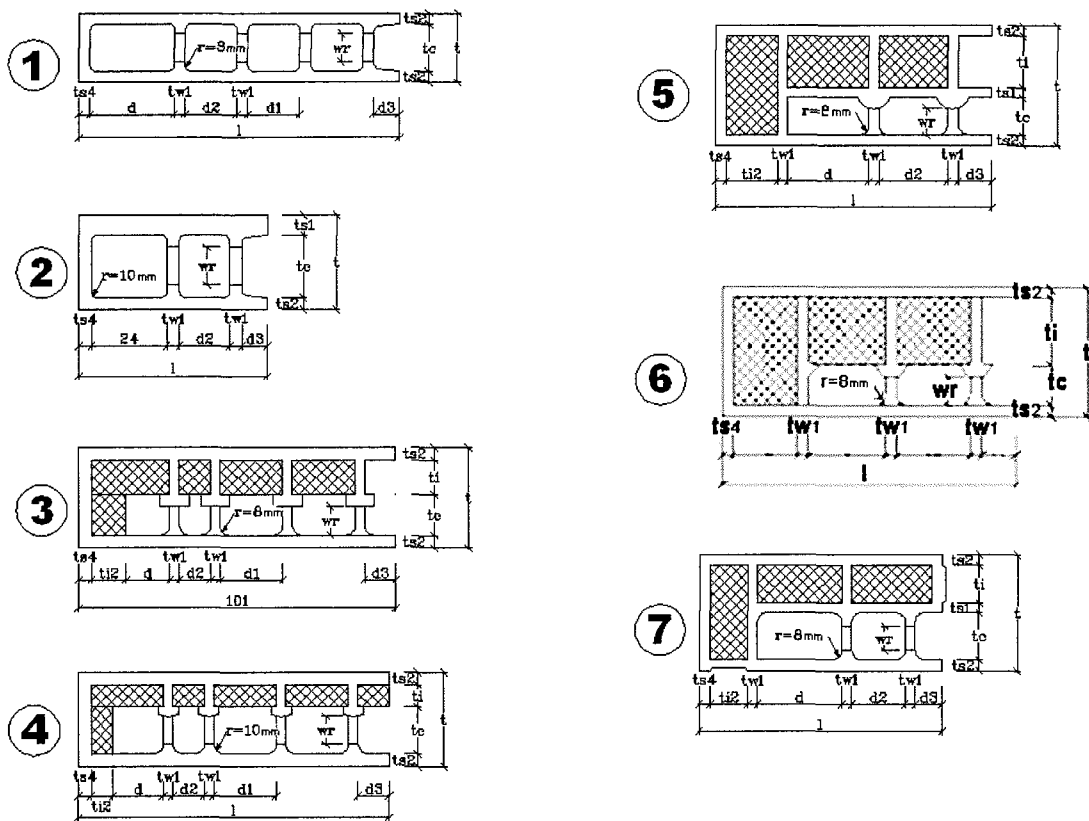 1
r=9mm
wr
ts2
tc
t
ts2
ts4 d tw1 d2 tw1 d1 d3
l
2
r=10mm
wr
ts1
tc
t
ts2
ts4 24 tw1 d2 tw1 d3
l
3
r=8mm
wr
ts2
ti
t
tc
ts2
ts4 ti2 d tw1 d2 tw1 d1 d3
101
4
r=10mm
wr
ts2
ti
t
tc
ts2
ts4 d tw1 d2 tw1 d1 d3
ti2
l
5
r=8mm
wr
ts2
ti
t
ts1
tc
ts2
ts4 ti2 tw1 d tw1 d2 tw1 d3
l
6
r=8mm
wr
ts2
ti
t
tc
ts2
ts4 tw1 tw1 tw1
l
7
r=8mm
wr
ts2
ti
t
ts1
tc
ts2
ts4 ti2 tw1 d tw1 d2 tw1 d3
l